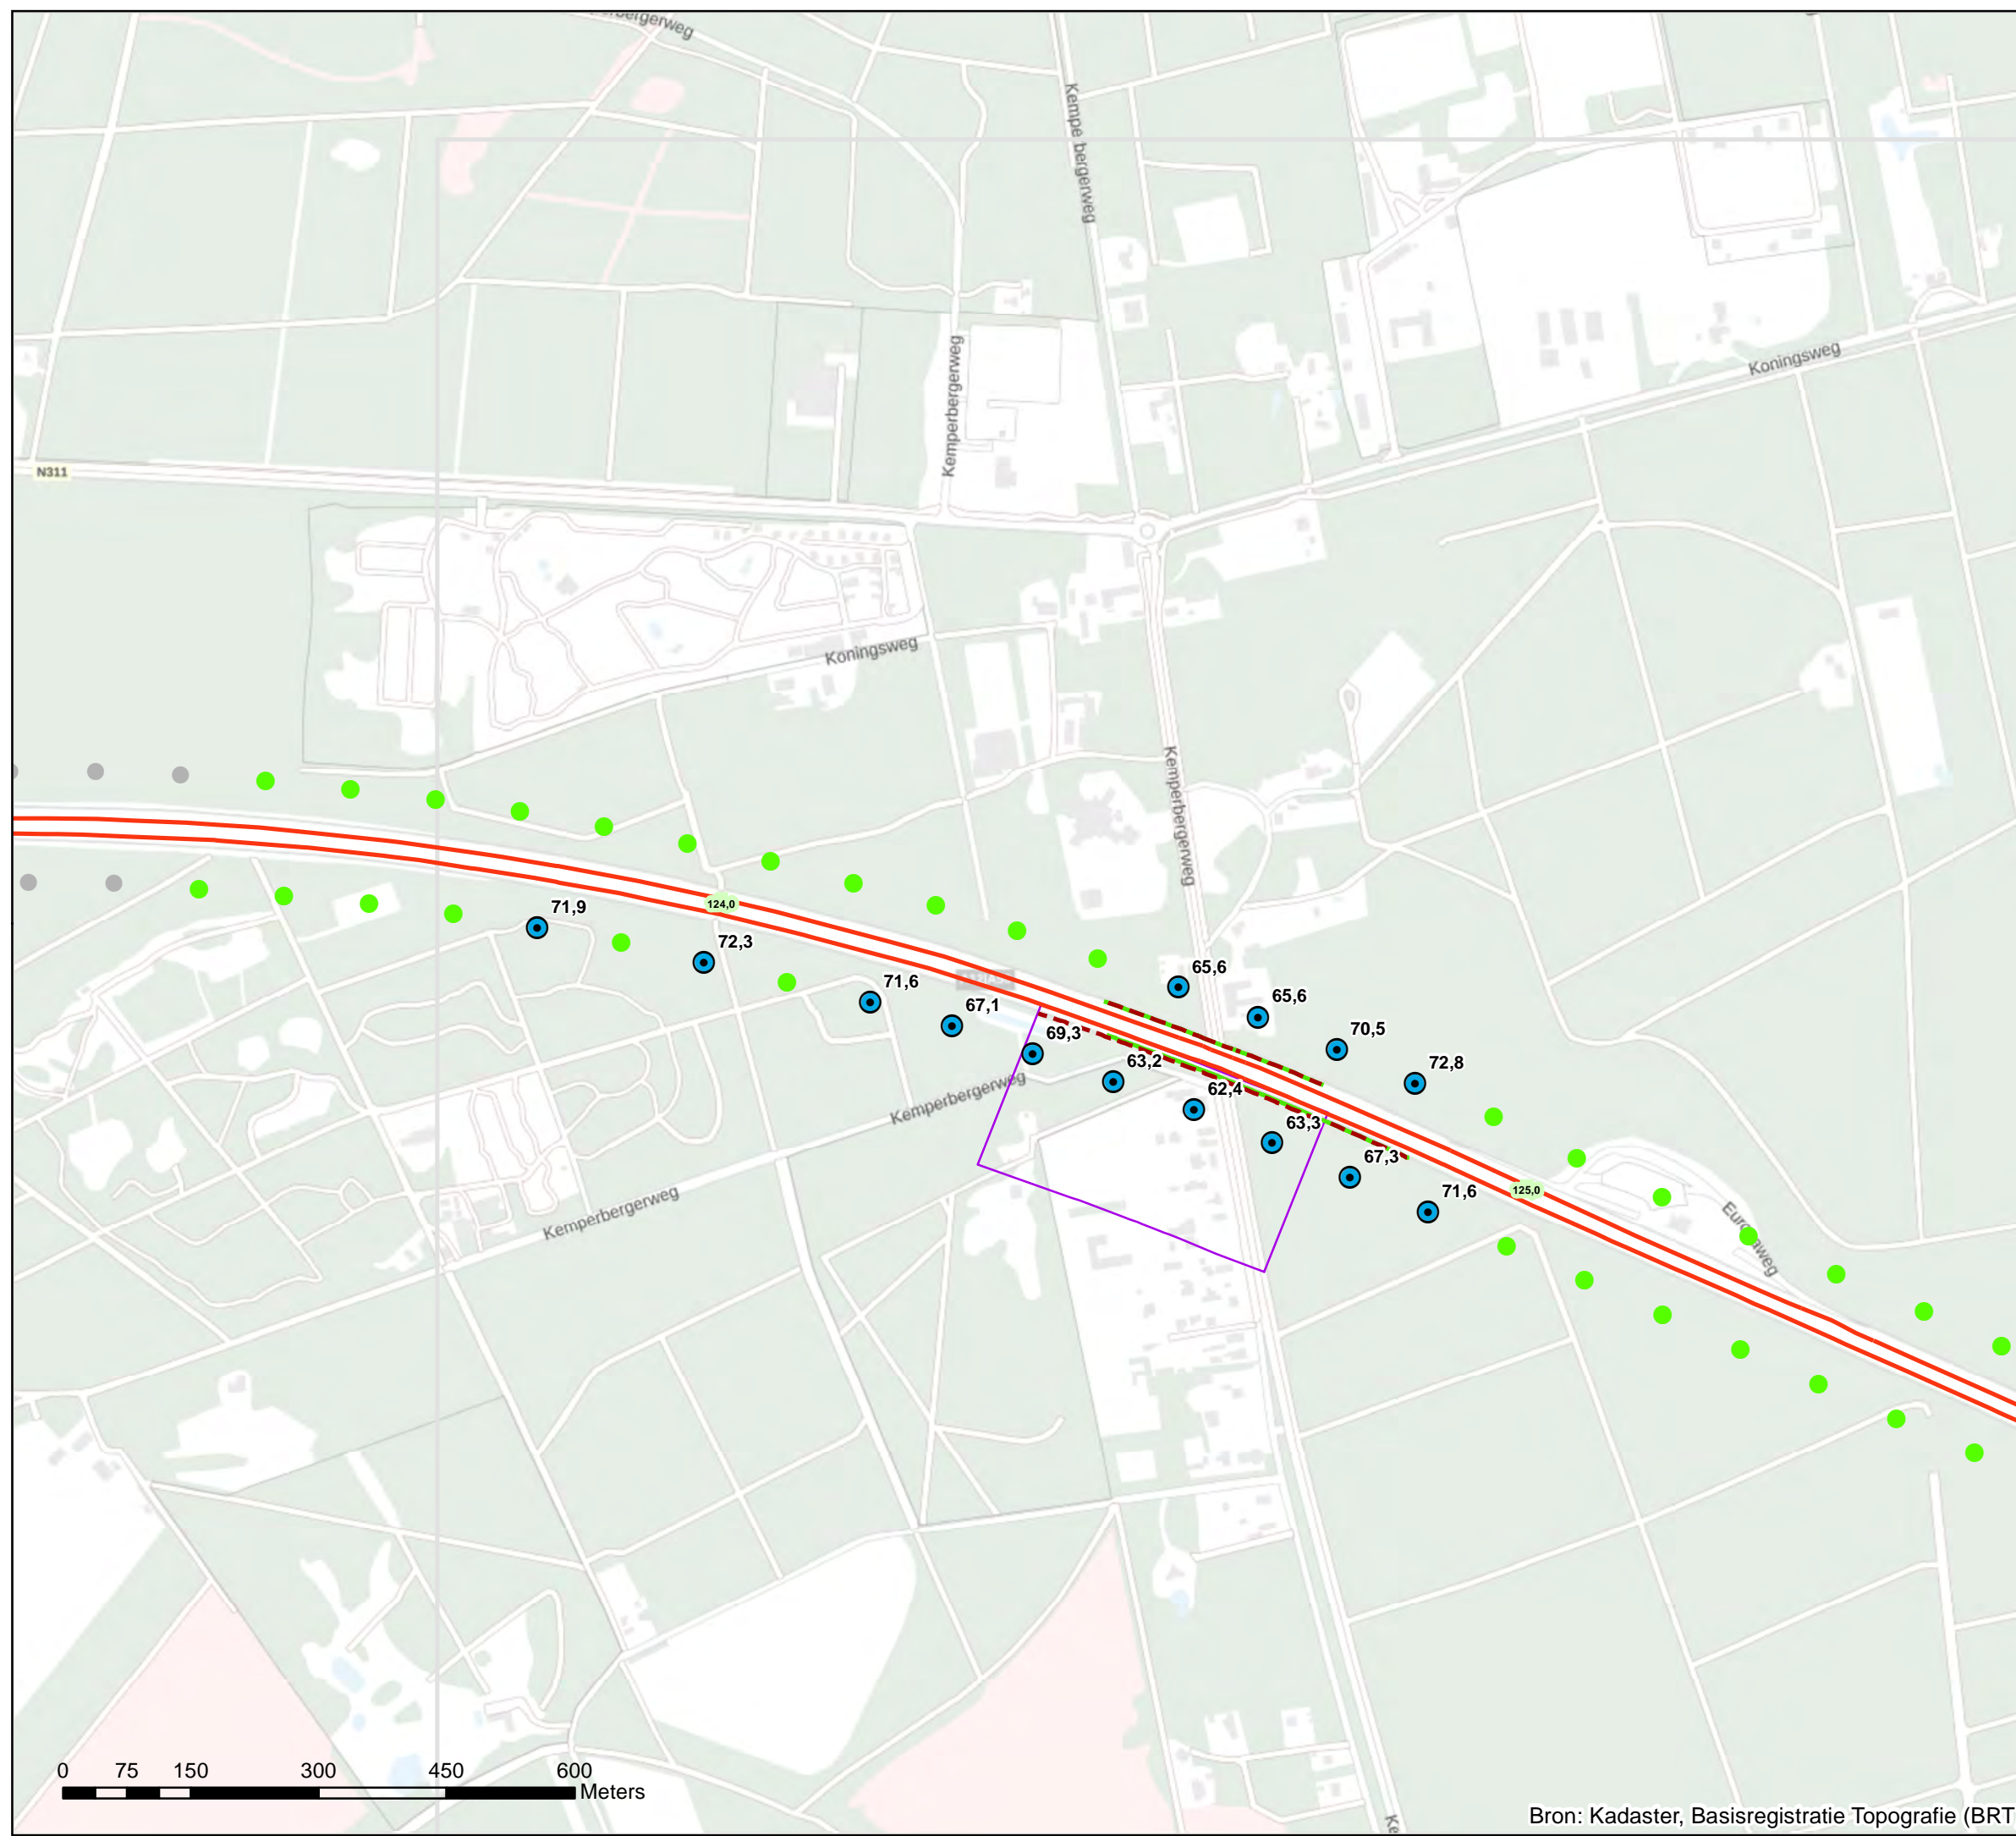 Kempe bergerweg
Koningsweg
Kemperbergerweg
N311
Koningsweg
Kemperbergerweg
124,0
71,9
72,3
71,6
67,1
69,3
63,2
62,4
63,3
67,3
71,6
65,6
65,6
70,5
72,8
125,0
Kemperbergerweg
Kemperbergerweg
0 75 150 300 450 600
Meters
Bron: Kadaster, Basisregistratie Topografie (BRT